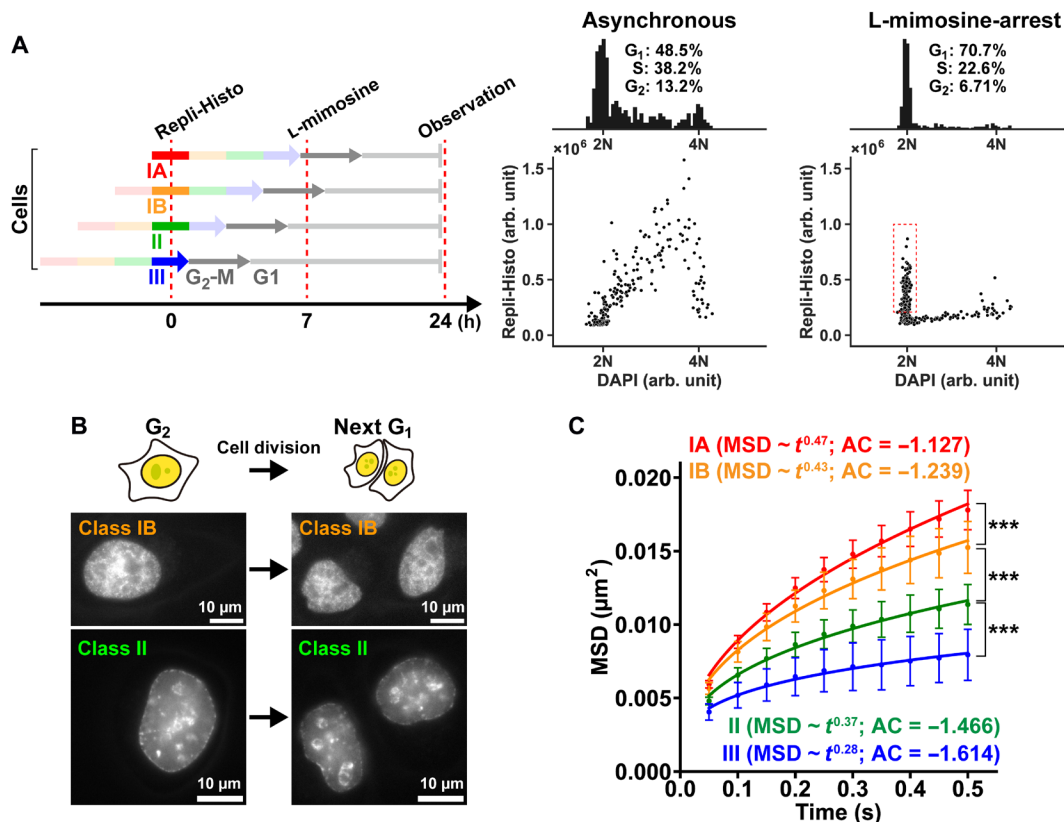 A
Repli-Histo
L-mimosine
Observation
Cells
IA
IB
II
III
G2-M
G1
0
7
24 (h)
Asynchronous
G1: 48.5%
S: 38.2%
G2: 13.2%
2N
4N
×10⁶
Repli-Histo (arb. unit)
1.5
1.0
0.5
0.0
2N
4N
DAPI (arb. unit)
L-mimosine-arrest
G1: 70.7%
S: 22.6%
G2: 6.71%
2N
4N
×10⁶
Repli-Histo (arb. unit)
1.5
1.0
0.5
0.0
2N
4N
DAPI (arb. unit)
B
G2
Cell division
Next G1
Class IB
10 µm
Class IB
10 µm
Class II
10 µm
Class II
10 µm
C
IA (MSD ~ t^0.47; AC = –1.127)
IB (MSD ~ t^0.43; AC = –1.239)
***
***
***
II (MSD ~ t^0.37; AC = –1.466)
III (MSD ~ t^0.28; AC = –1.614)
MSD (µm²)
0.020
0.015
0.010
0.005
0.000
0.0
0.1
0.2
0.3
0.4
0.5
Time (s)